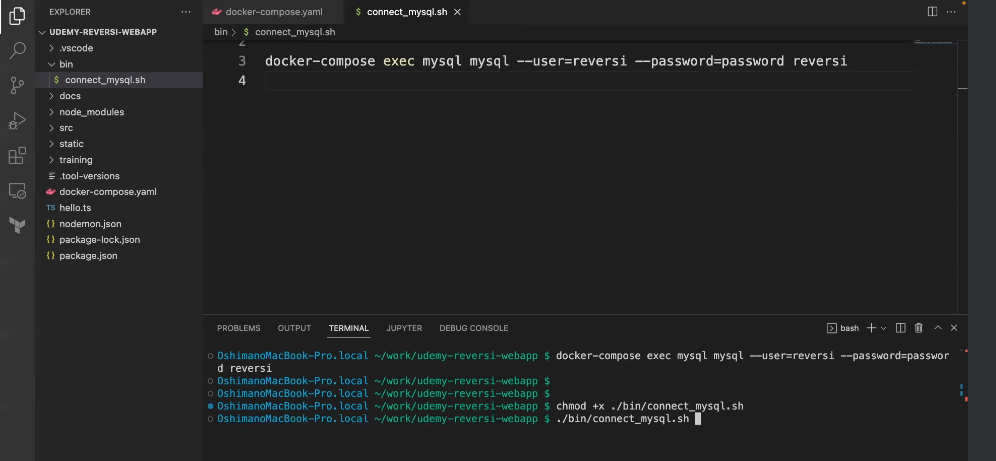 EXPLORER
UDEMY-REVERSI-WEBAPP
.vscode
bin
$ connect_mysql.sh
docs
node_modules
src
static
training
.tool-versions
docker-compose.yaml
TS hello.ts
{} nodemon.json
{} package-lock.json
{} package.json
docker-compose.yaml $ connect_mysql.sh
bin > $ connect_mysql.sh
2
3 docker-compose exec mysql mysql --user=reversi --password=password reversi
4
PROBLEMS OUTPUT TERMINAL JUPYTER DEBUG CONSOLE bash
OshimanoMacBook-Pro.local ~/work/udemy-reversi-webapp $ docker-compose exec mysql mysql --user=reversi --password=passwor
d reversi
OshimanoMacBook-Pro.local ~/work/udemy-reversi-webapp $
OshimanoMacBook-Pro.local ~/work/udemy-reversi-webapp $
OshimanoMacBook-Pro.local ~/work/udemy-reversi-webapp $ chmod +x ./bin/connect_mysql.sh
OshimanoMacBook-Pro.local ~/work/udemy-reversi-webapp $ ./bin/connect_mysql.sh